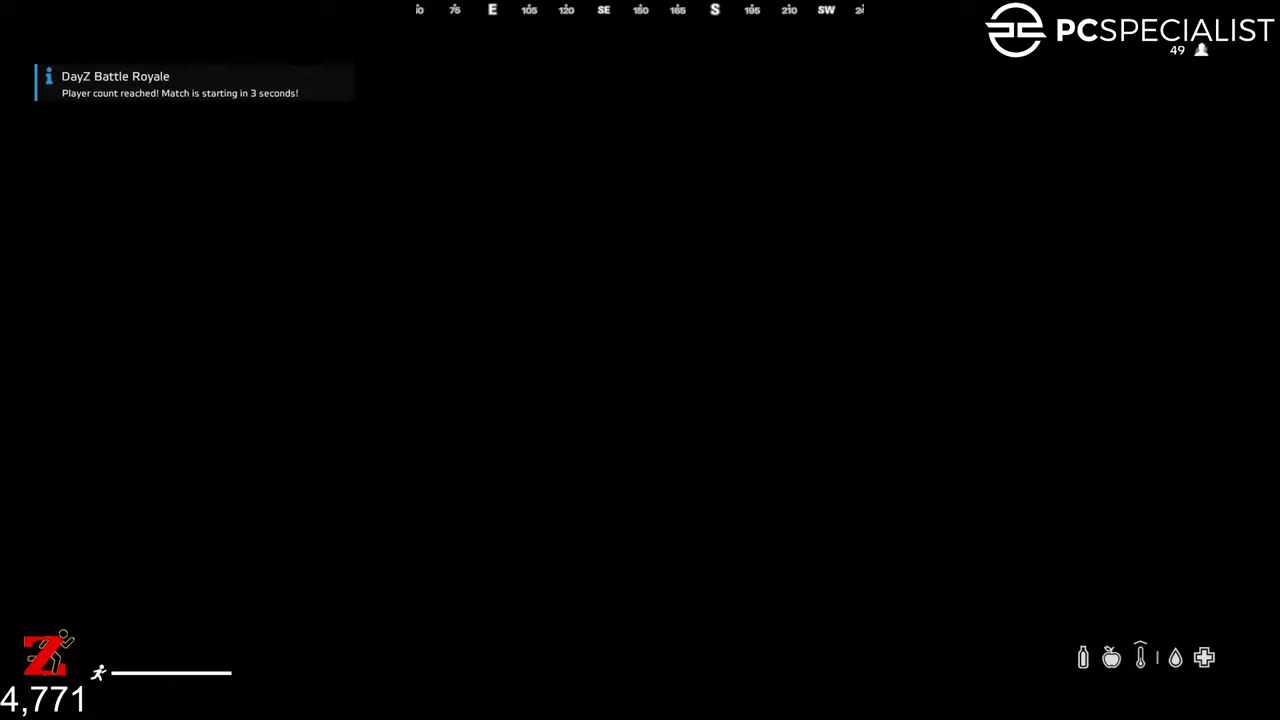 75 E 105 120 SE 150 165 S 195 210 SW
PCSPECIALIST
49
DayZ Battle Royale
Player count reached! Match is starting in 3 seconds!
Z
4,771